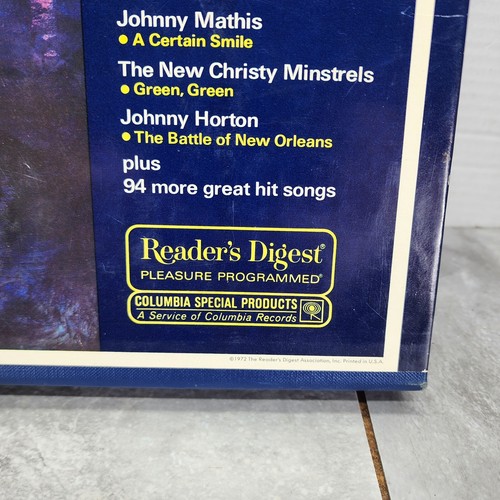 Johnny Mathis
• A Certain Smile
The New Christy Minstrels
• Green, Green
Johnny Horton
• The Battle of New Orleans
plus
94 more great hit songs
Reader's Digest®
PLEASURE PROGRAMMED®
COLUMBIA SPECIAL PRODUCTS
A Service of Columbia Records
©1973 The Reader's Digest Association, Inc. Printed in U.S.A.